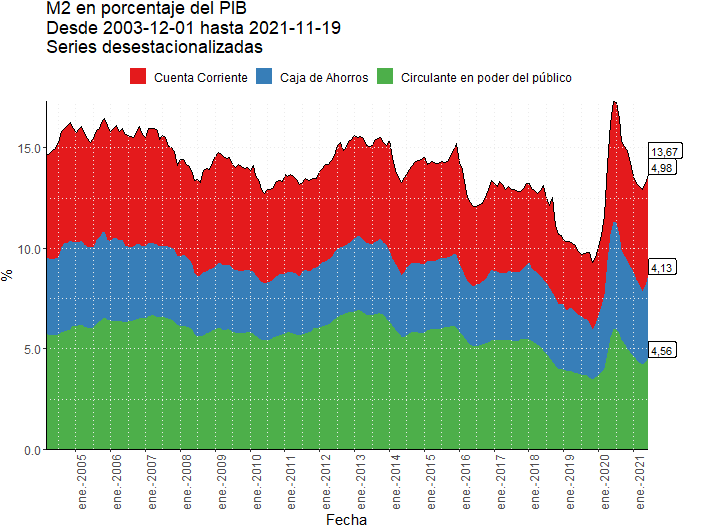 M2 en porcentaje del PIB
Desde 2003-12-01 hasta 2021-11-19
Series desestacionalizadas
Cuenta Corriente Caja de Ahorros Circulante en poder del público
15.0
10.0
5.0
0.0
%
13,67
4,98
4,13
4,56
ene.-2005
ene.-2006
ene.-2007
ene.-2008
ene.-2009
ene.-2010
ene.-2011
ene.-2012
ene.-2013
ene.-2014
ene.-2015
ene.-2016
ene.-2017
ene.-2018
ene.-2019
ene.-2020
ene.-2021
Fecha